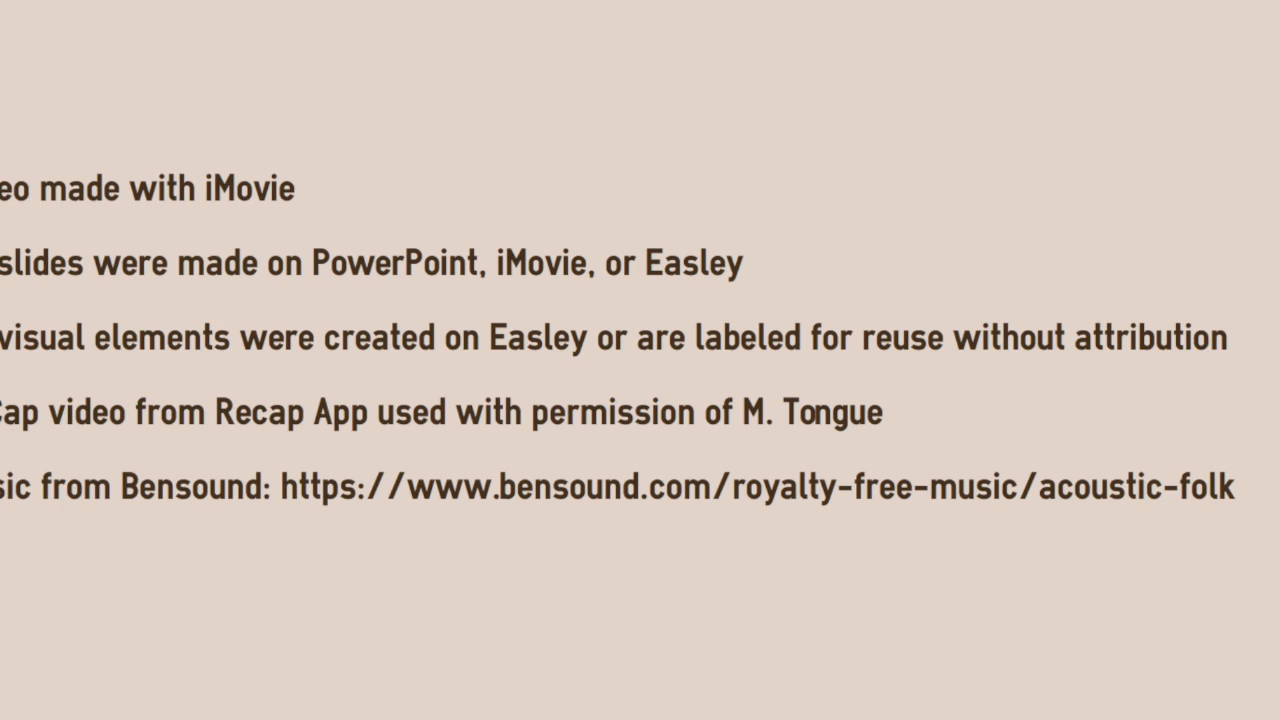 eo made with iMovie
slides were made on PowerPoint, iMovie, or Easley
visual elements were created on Easley or are labeled for reuse without attribution
Cap video from Recap App used with permission of M. Tongue
sic from Bensound: https://www.bensound.com/royalty-free-music/acoustic-folk